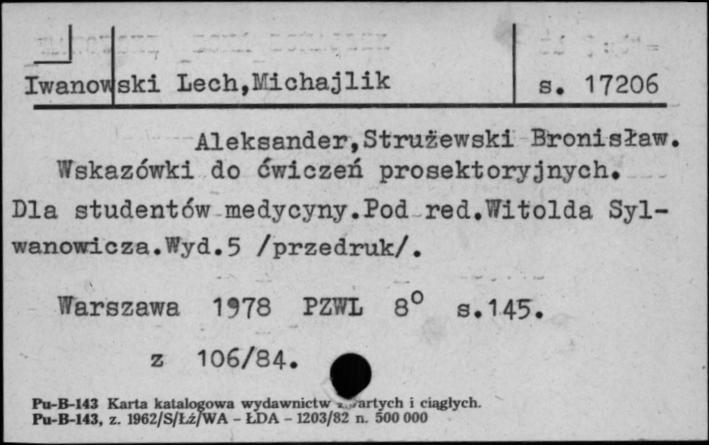 Iwanowski Lech,Michajlik s. 17206
Aleksander,Strużewski Bronisław.
Wskazówki do ćwiczeń prosektoryjnych.
Dla studentów medycyny.Pod red.Witolda Syl-
wanowicza.Wyd.5 /przedruk/.
Warszawa 1978 PZWL 8° s.145.
z 106/84.
Pu-B-143 Karta katalogowa wydawnictw i ciągłych.
Pu-B-143, z. 1962/S/Łź/WA - ŁDA - 1203/82 n. 500 000